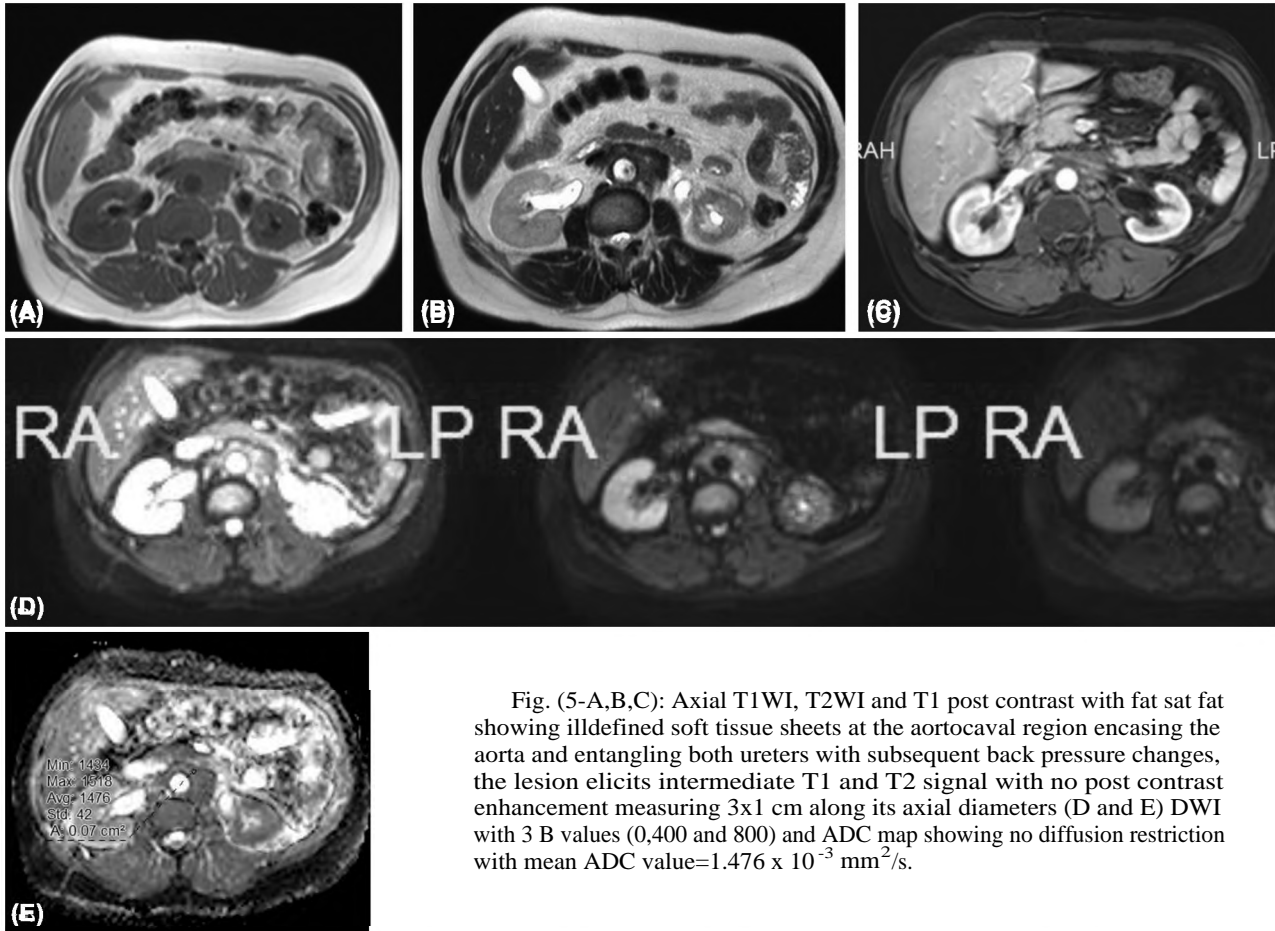 (A)
(B)
(C)
RAH
LP
RA
LP RA
LP RA
(D)
Min: 1434
Max: 1518
Avg: 1476
Std: 42
A: 0.07 cm²
(E)
Fig. (5-A,B,C): Axial T1WI, T2WI and T1 post contrast with fat sat fat
showing illdefined soft tissue sheets at the aortocaval region encasing the
aorta and entangling both ureters with subsequent back pressure changes,
the lesion elicits intermediate T1 and T2 signal with no post contrast
enhancement measuring 3x1 cm along its axial diameters (D and E) DWI
with 3 B values (0,400 and 800) and ADC map showing no diffusion restriction
with mean ADC value=1.476 x 10⁻³ mm²/s.